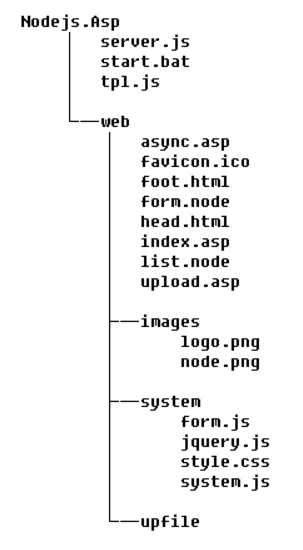 Nodejs.Asp
server.js
start.bat
tpl.js
web
async.asp
favicon.ico
foot.html
form.node
head.html
index.asp
list.node
upload.asp
images
logo.png
node.png
system
form.js
jquery.js
style.css
system.js
upfile